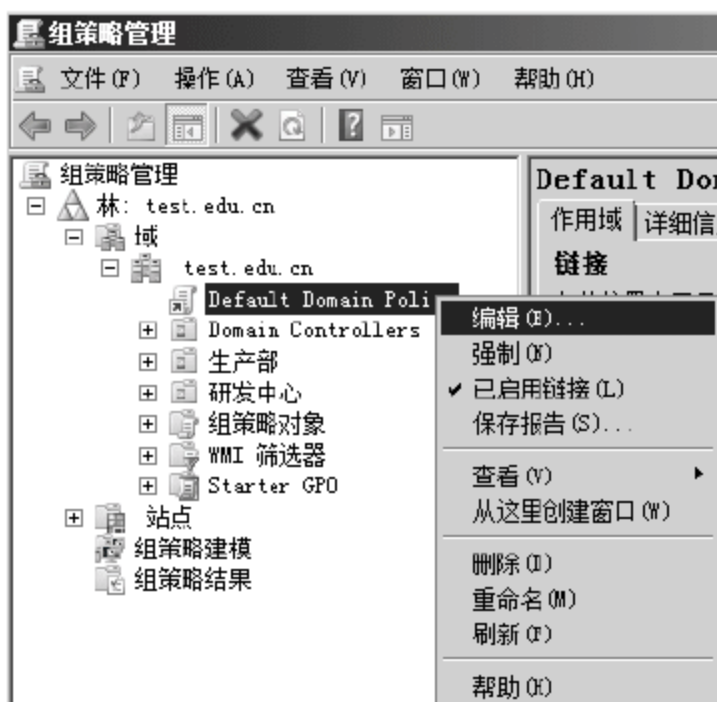 组策略管理
文件(F) 操作(A) 查看(V) 窗口(W) 帮助(H)
组策略管理
林: test.edu.cn
域
test.edu.cn
Default Domain Poli
Domain Controllers
生产部
研发中心
组策略对象
WMI 筛选器
Starter GPO
站点
组策略建模
组策略结果
Default Do
作用域 详细信
链接
编辑(E)...
强制(N)
已启用链接(L)
保存报告(S)...
查看(V)
从这里创建窗口(W)
删除(D)
重命名(M)
刷新(F)
帮助(H)